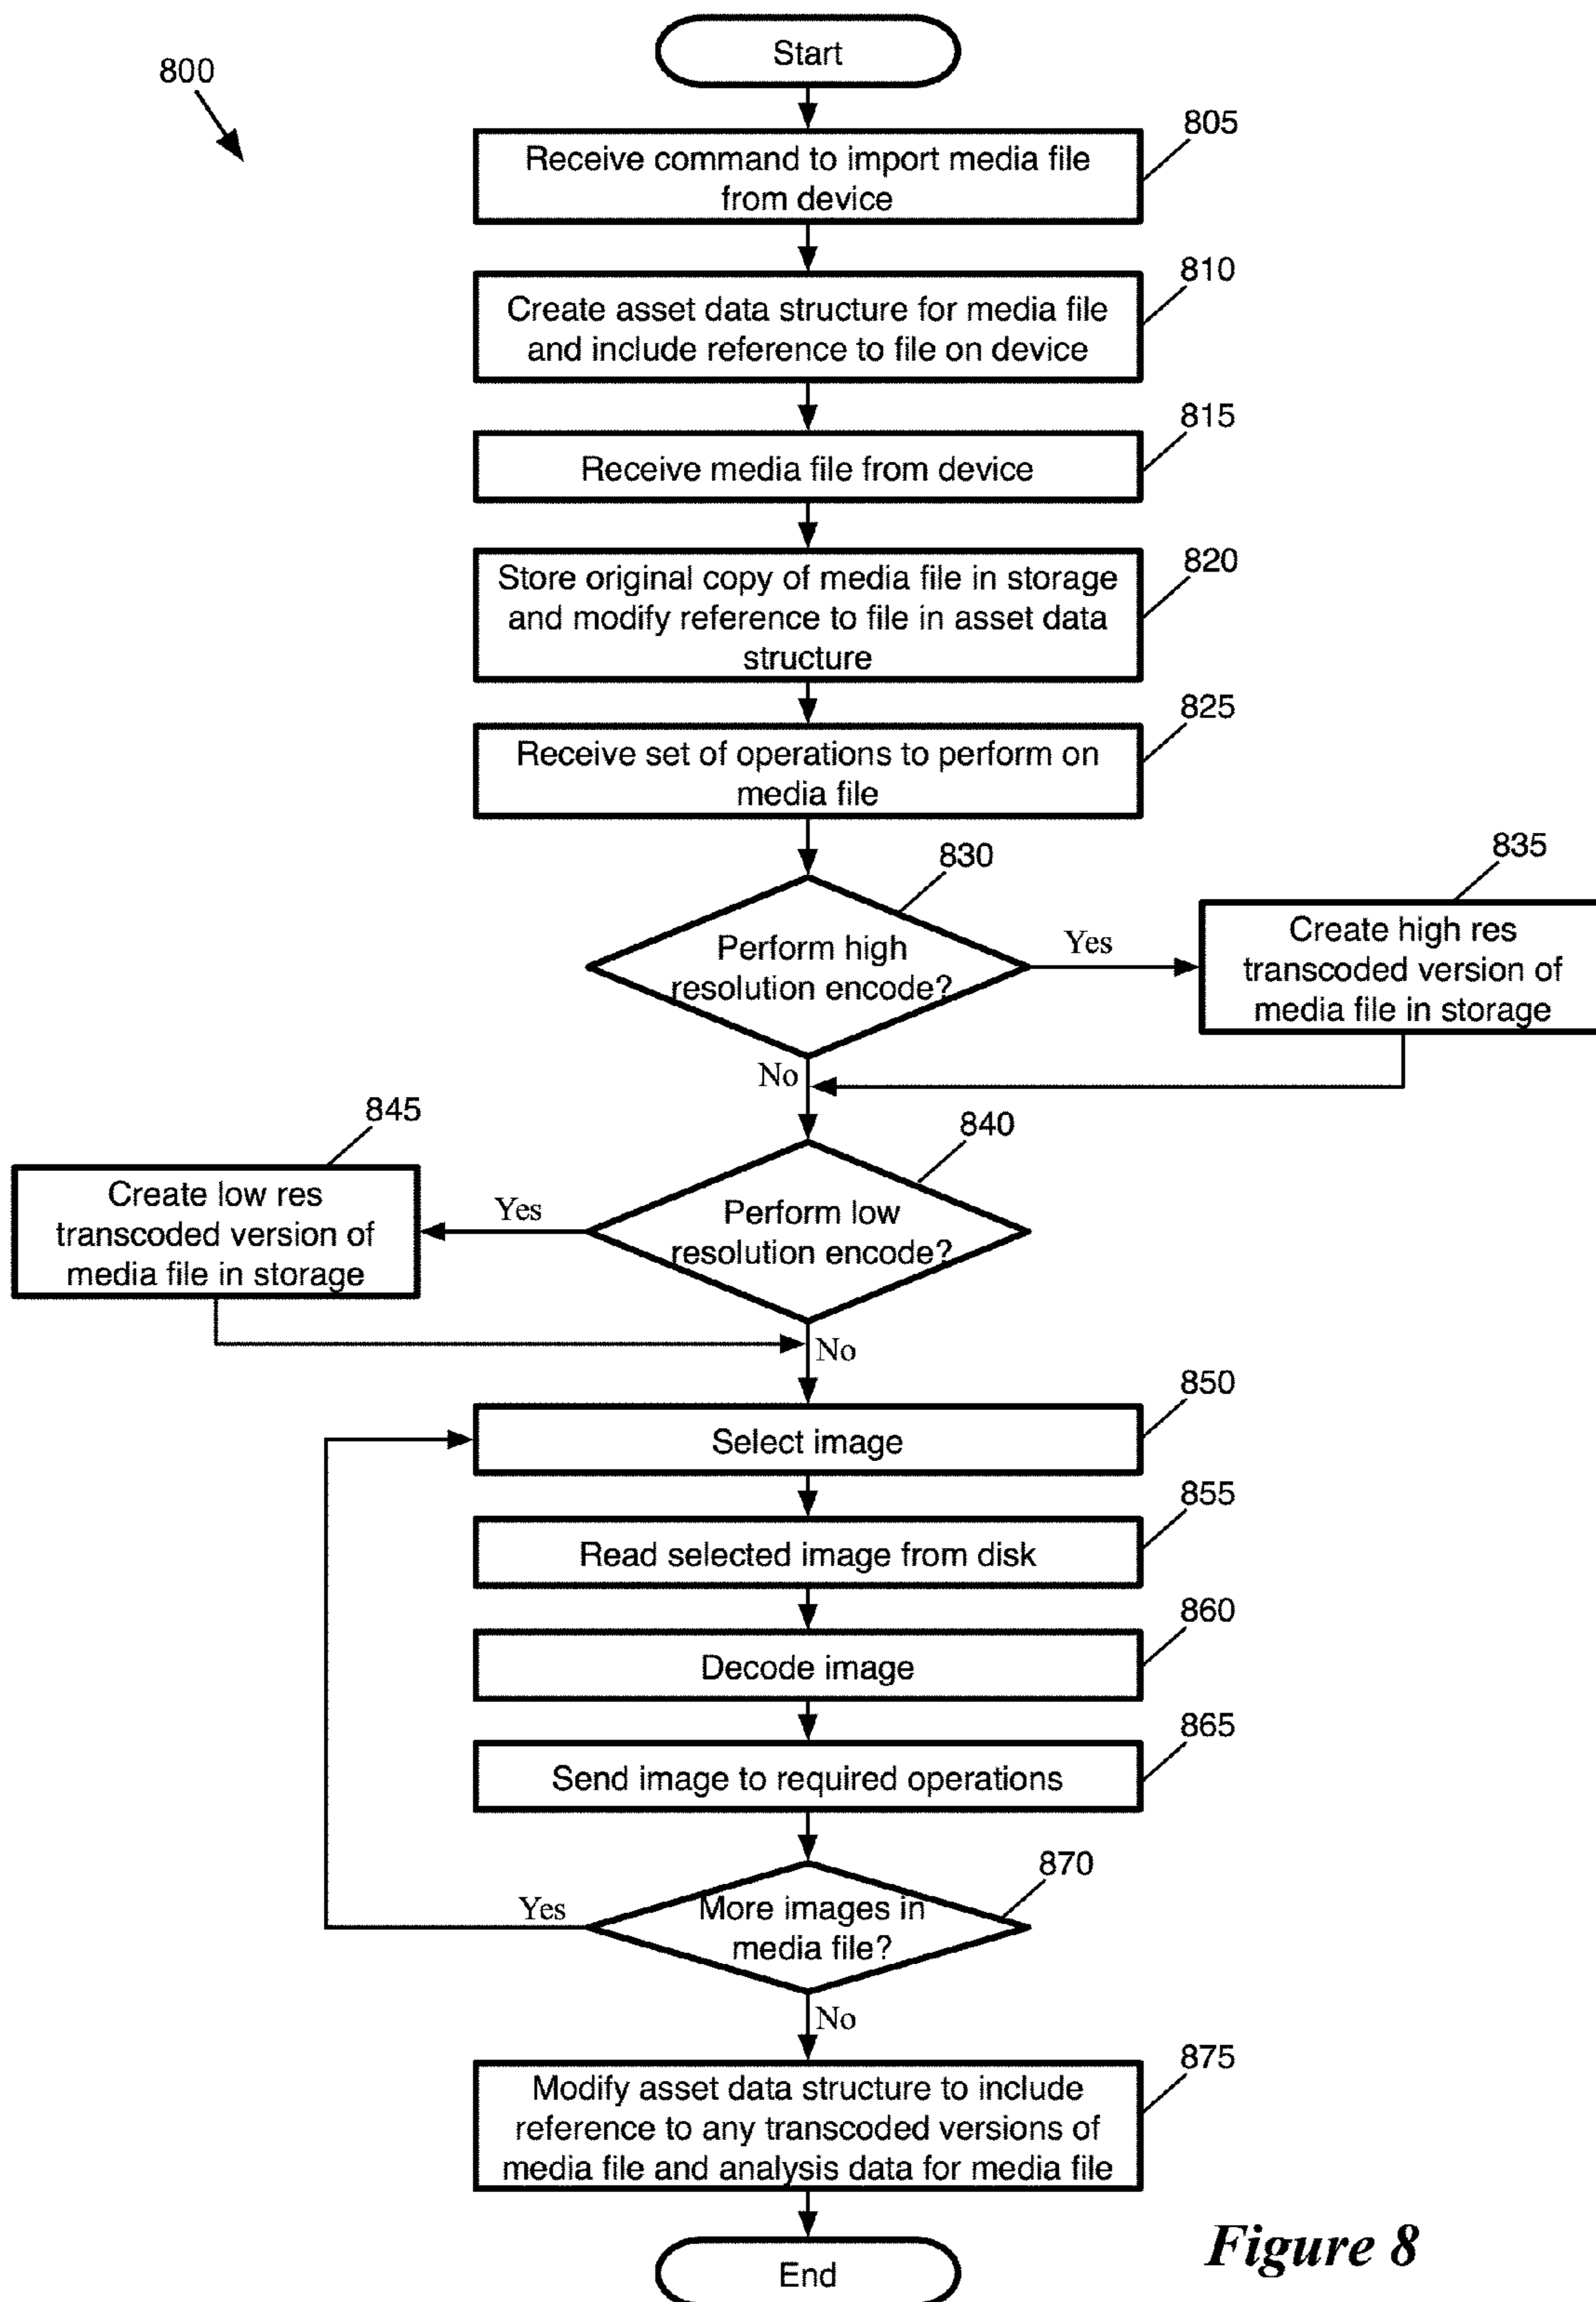 Start
800
805
Receive command to import media file
from device
810
Create asset data structure for media file
and include reference to file on device
815
Receive media file from device
820
Store original copy of media file in storage
and modify reference to file in asset data
structure
825
Receive set of operations to perform on
media file
830
Perform high
resolution encode?
Yes
835
Create high res
transcoded version of
media file in storage
No
840
Perform low
resolution encode?
Yes
845
Create low res
transcoded version of
media file in storage
No
850
Select image
855
Read selected image from disk
860
Decode image
865
Send image to required operations
870
More images in
media file?
Yes
No
875
Modify asset data structure to include
reference to any transcoded versions of
media file and analysis data for media file
End
Figure 8